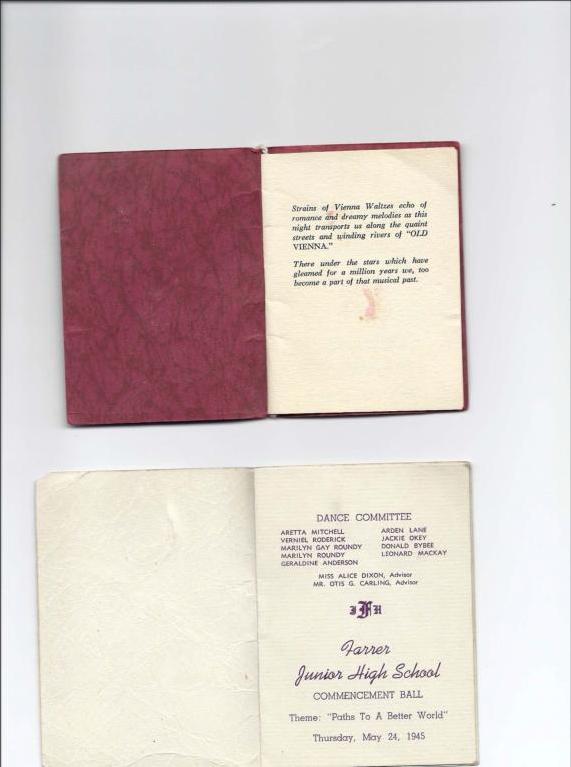 Strains of Vienna Waltzes echo of
romance and dreamy melodies as this
night transports us along the quaint
streets and winding rivers of "OLD
VIENNA."
There under the stars which have
gleamed for a million years we, too
become a part of that musical past.
DANCE COMMITTEE
ARETTA MITCHELL
VERNIEL RODERICK
MARILYN GAY ROUNDY
MARILYN ROUNDY
GERALDINE ANDERSON
ARDEN LANE
JACKIE OKEY
DONALD BYBEE
LEONARD MACKAY
MISS ALICE DIXON, Advisor
MR. OTIS G. CARLING, Advisor
JFH
Farrer
Junior High School
COMMENCEMENT BALL
Theme: "Paths To A Better World"
Thursday, May 24, 1945